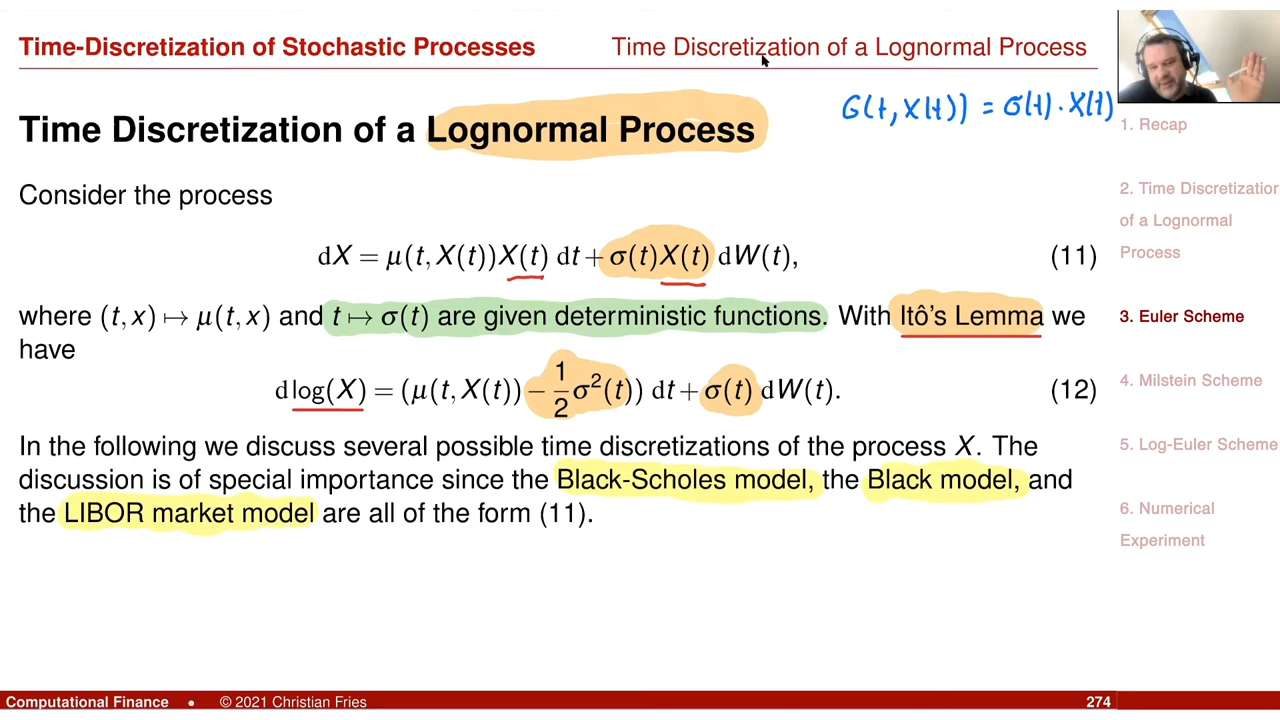 Time-Discretization of Stochastic Processes
Time Discretization of a Lognormal Process
G(t, X(t)) = σ(t) · X(t)
Time Discretization of a Lognormal Process
Consider the process
dX = μ(t, X(t))X(t) dt + σ(t)X(t) dW(t), (11)
where (t, x) ↦ μ(t, x) and t ↦ σ(t) are given deterministic functions. With Itô's Lemma we
have
d log(X) = (μ(t, X(t)) − 1/2 σ²(t)) dt + σ(t) dW(t). (12)
In the following we discuss several possible time discretizations of the process X. The
discussion is of special importance since the Black-Scholes model, the Black model, and
the LIBOR market model are all of the form (11).
1. Recap
2. Time Discretization
of a Lognormal
Process
3. Euler Scheme
4. Milstein Scheme
5. Log-Euler Scheme
6. Numerical
Experiment
Computational Finance • © 2021 Christian Fries 274